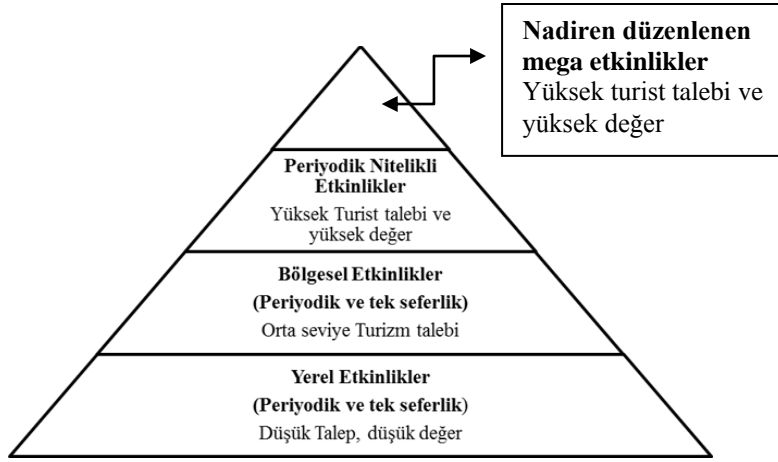 Nadiren düzenlenen
mega etkinlikler
Yüksek turist talebi ve
yüksek değer
Periyodik Nitelikli
Etkinlikler
Yüksek Turist talebi ve
yüksek değer
Bölgesel Etkinlikler
(Periyodik ve tek seferlik)
Orta seviye Turizm talebi
Yerel Etkinlikler
(Periyodik ve tek seferlik)
Düşük Talep, düşük değer